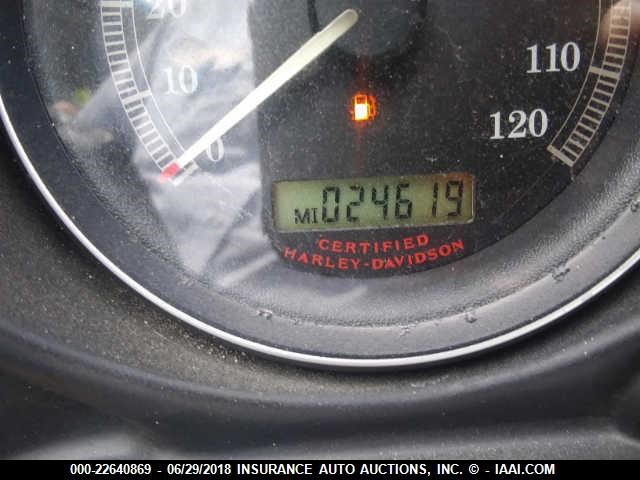 20
10
0
110
120
MI 024619
CERTIFIED
HARLEY-DAVIDSON
000-22640869 - 06/29/2018 INSURANCE AUTO AUCTIONS, INC. - IAAI.COM